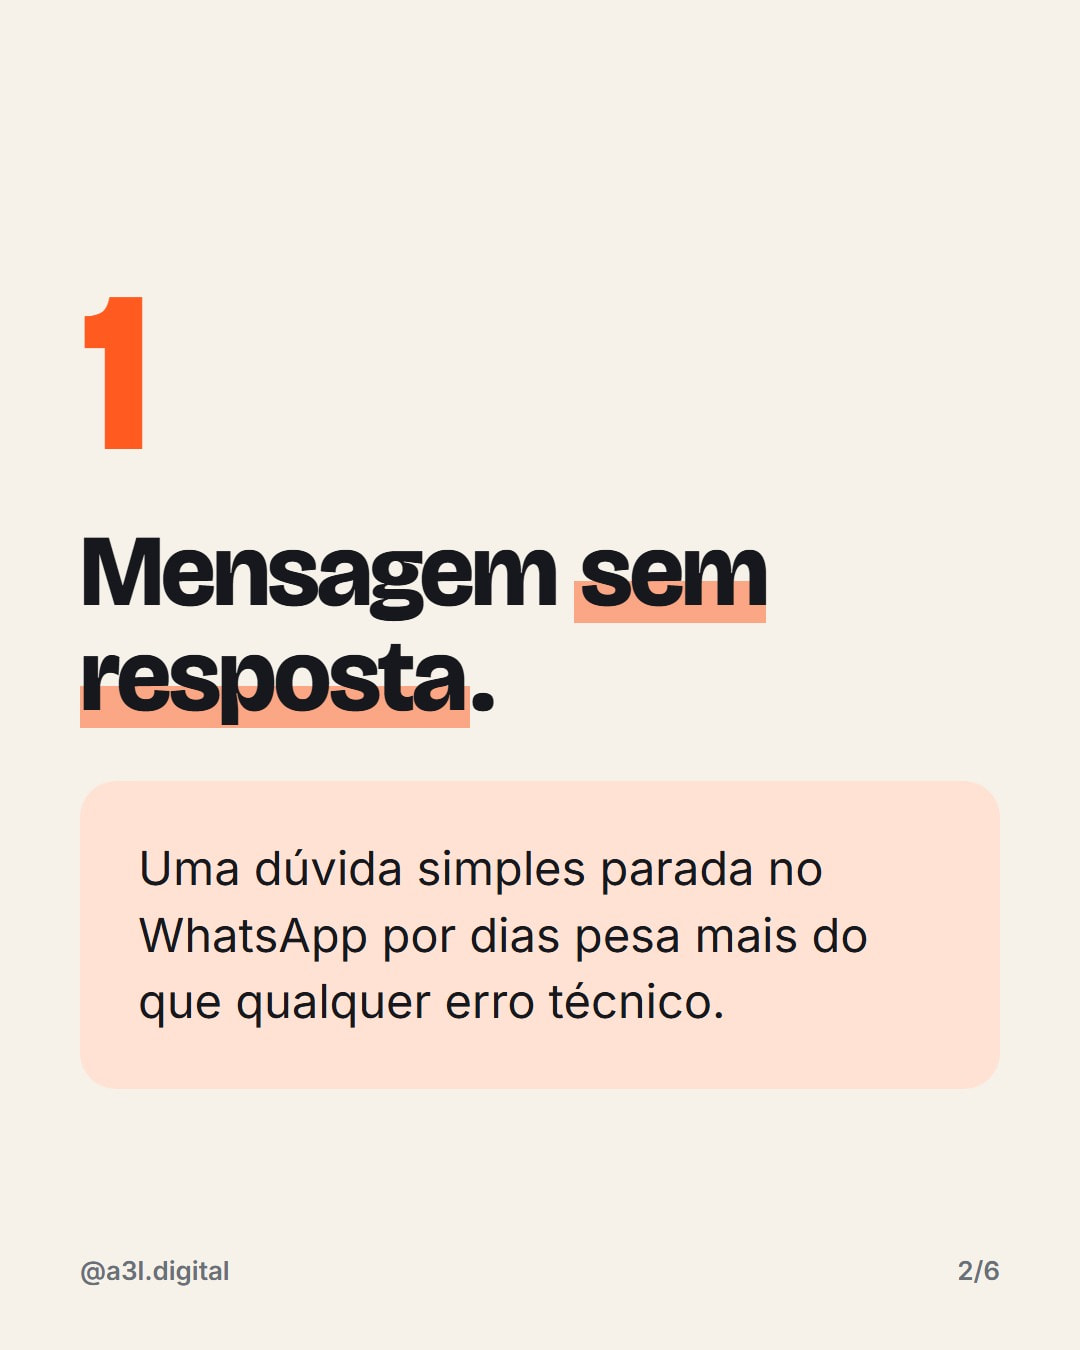 1
Mensagem sem
resposta.
Uma dúvida simples parada no
WhatsApp por dias pesa mais do
que qualquer erro técnico.
@a3l.digital
2/6